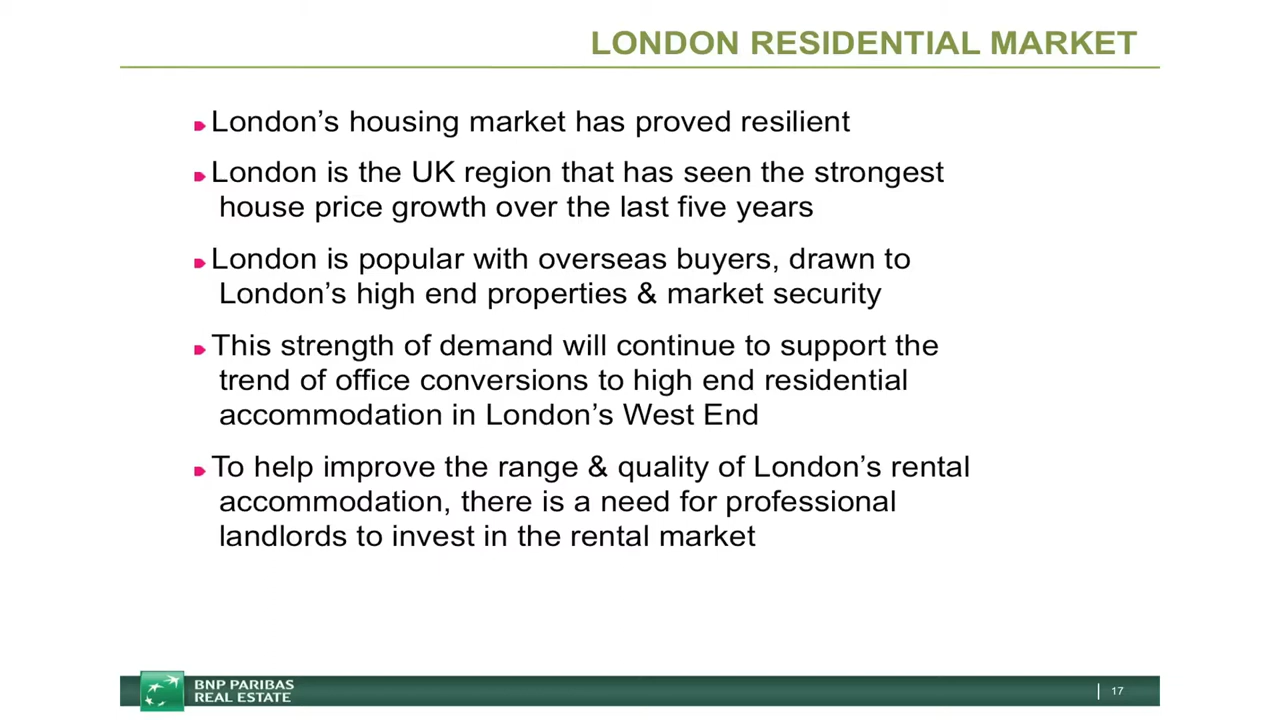 LONDON RESIDENTIAL MARKET
London’s housing market has proved resilient
London is the UK region that has seen the strongest
house price growth over the last five years
London is popular with overseas buyers, drawn to
London’s high end properties & market security
This strength of demand will continue to support the
trend of office conversions to high end residential
accommodation in London’s West End
To help improve the range & quality of London’s rental
accommodation, there is a need for professional
landlords to invest in the rental market
BNP PARIBAS
REAL ESTATE
17